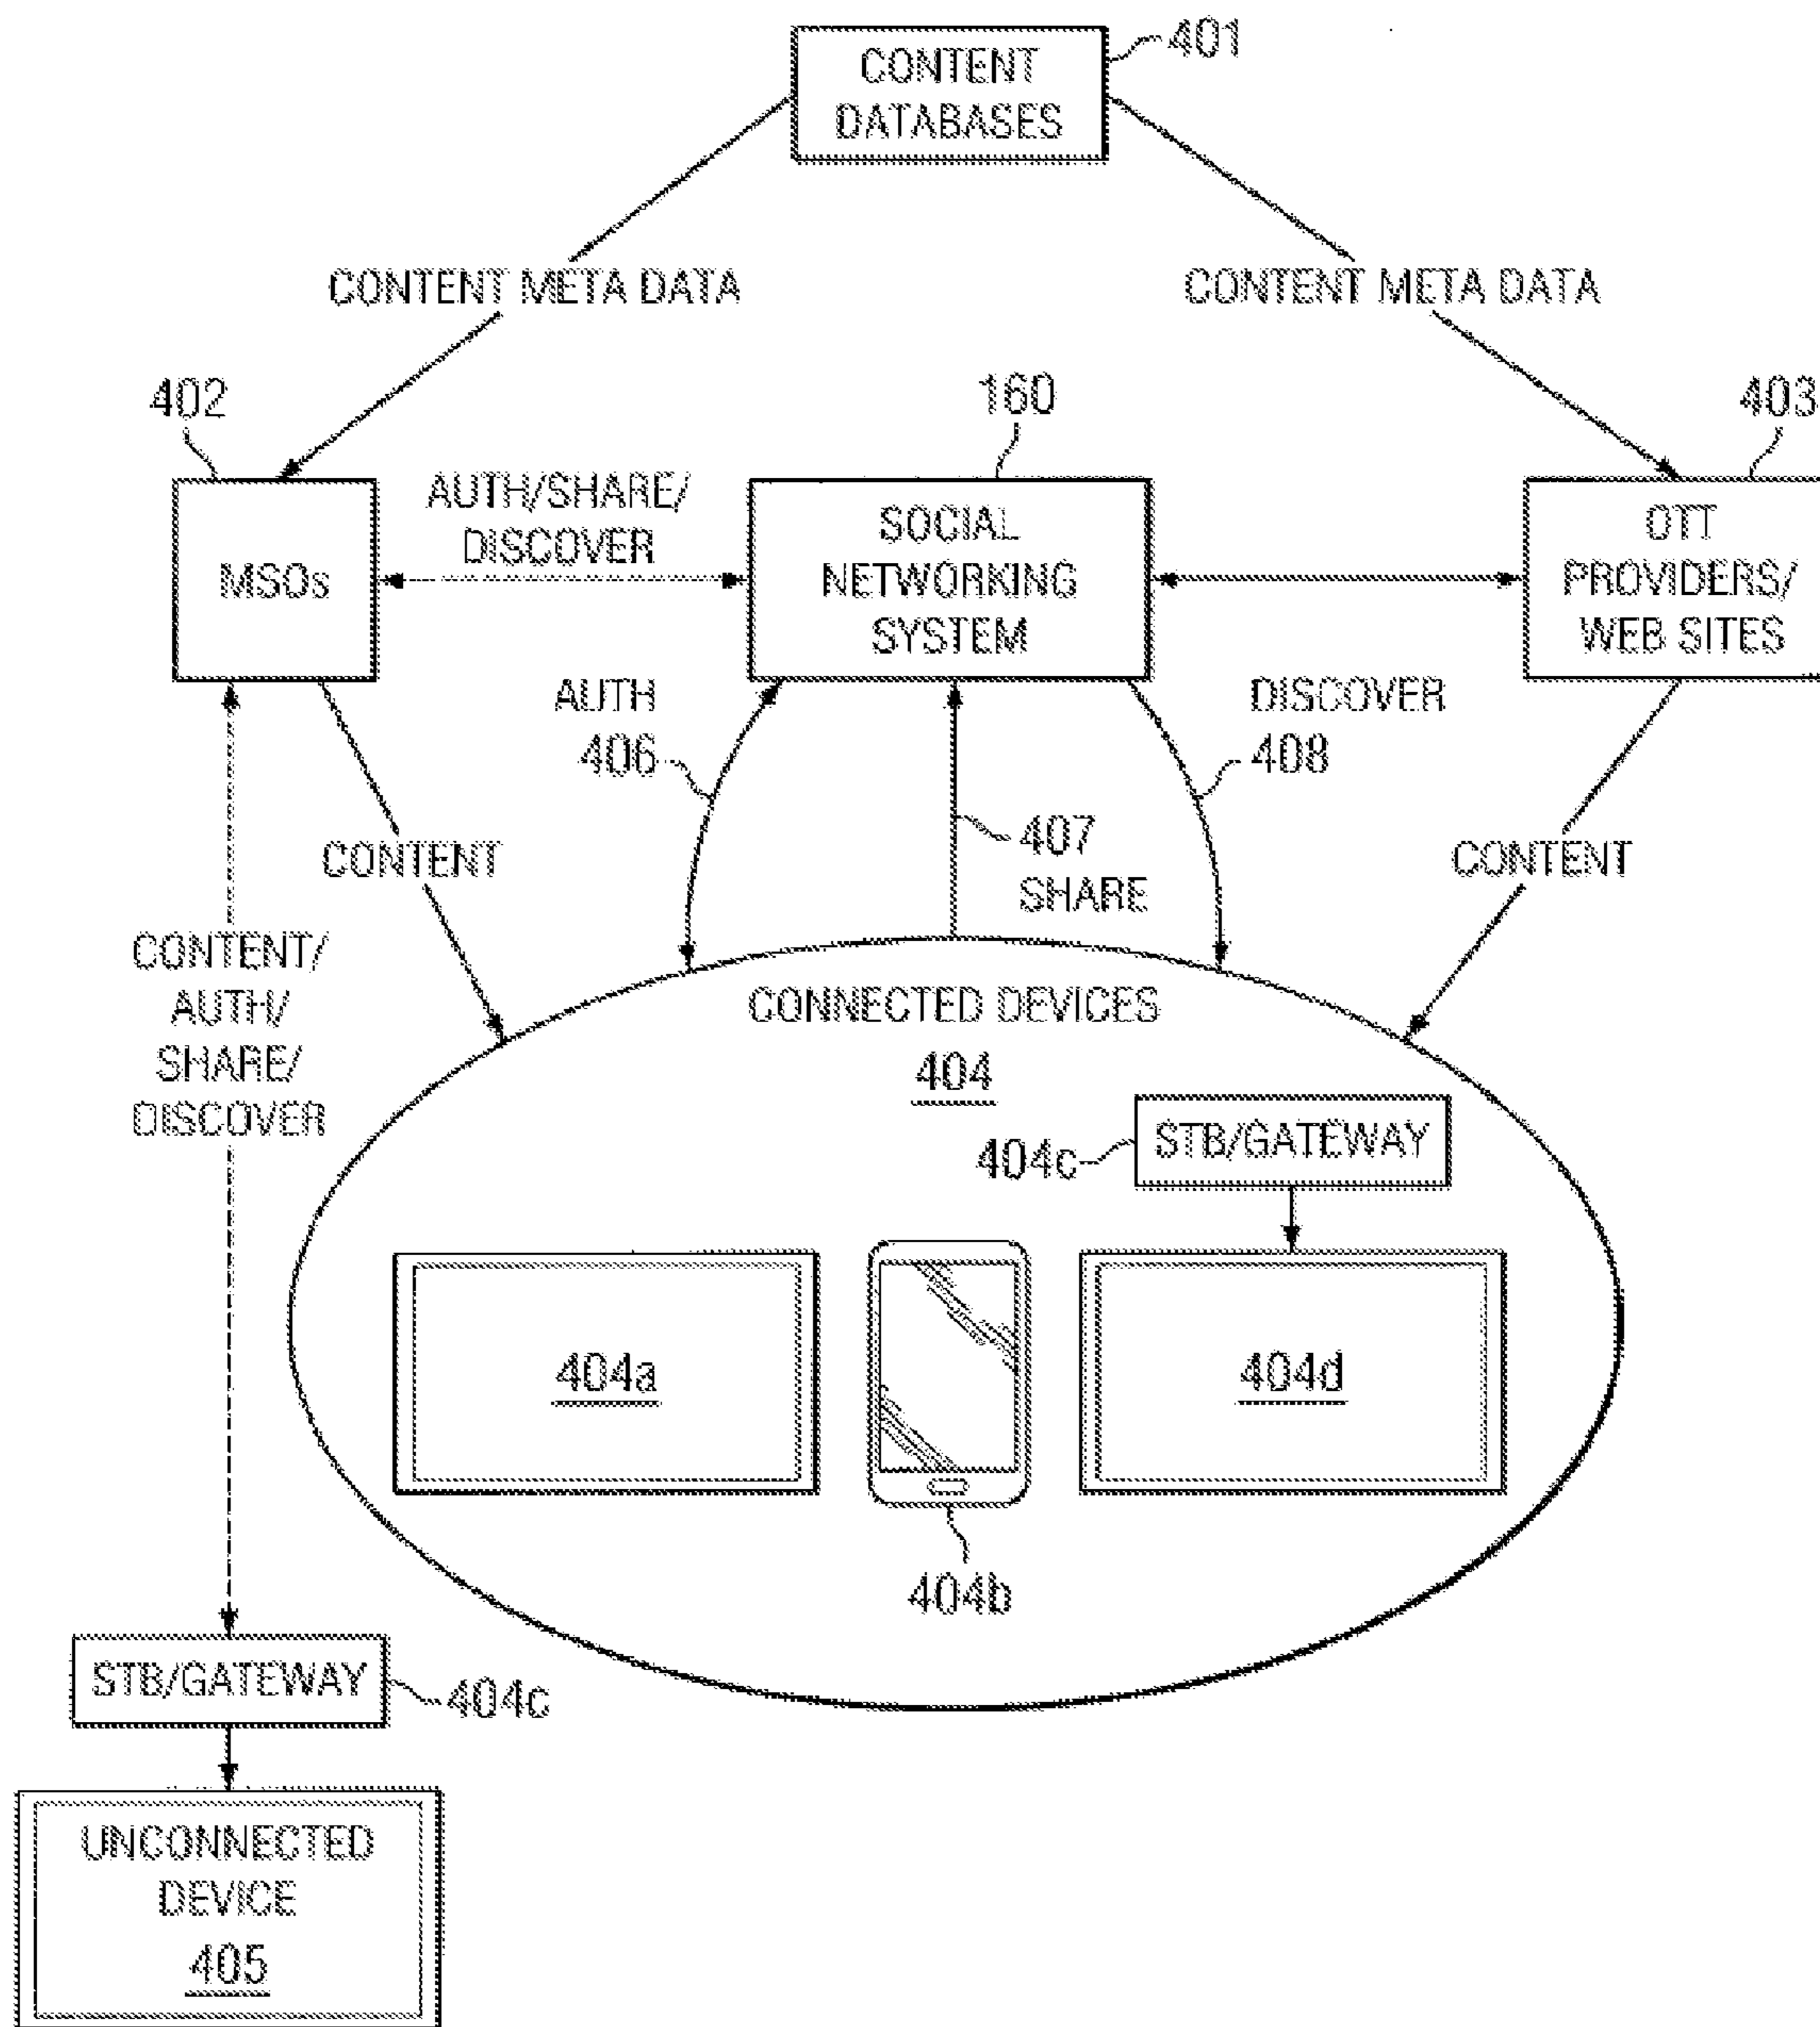 401
CONTENT
DATABASES
CONTENT META DATA
CONTENT META DATA
402
160
403
MSOs
AUTH/SHARE/
DISCOVER
SOCIAL
NETWORKING
SYSTEM
OTT
PROVIDERS/
WEB SITES
AUTH
406
DISCOVER
408
407
SHARE
CONTENT
CONTENT
CONTENT/
AUTH/
SHARE/
DISCOVER
CONNECTED DEVICES
404
404c
STB/GATEWAY
404a
404d
404b
STB/GATEWAY
404c
UNCONNECTED
DEVICE
405